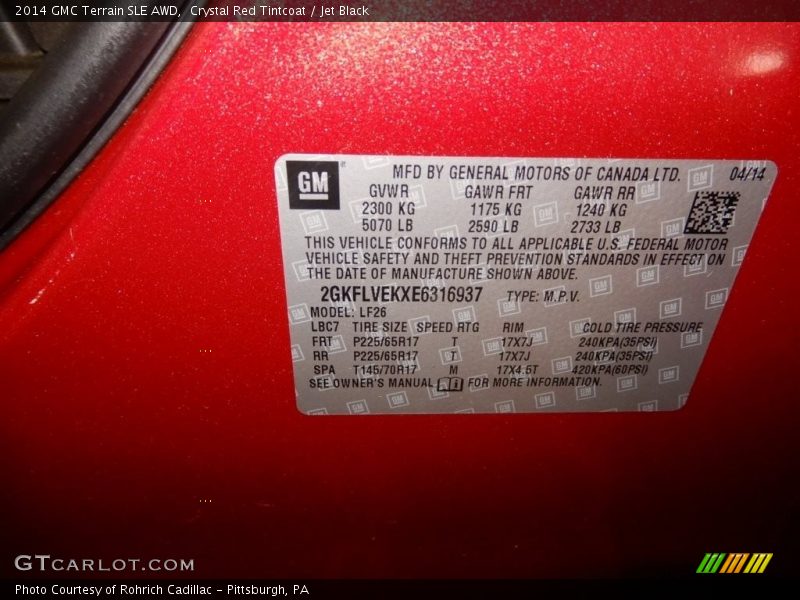 2014 GMC Terrain SLE AWD, Crystal Red Tintcoat / Jet Black
GM
MFD BY GENERAL MOTORS OF CANADA LTD. 04/14
GVWR GAWR FRT GAWR RR
2300 KG 1175 KG 1240 KG
5070 LB 2590 LB 2733 LB
THIS VEHICLE CONFORMS TO ALL APPLICABLE U.S. FEDERAL MOTOR
VEHICLE SAFETY AND THEFT PREVENTION STANDARDS IN EFFECT ON
THE DATE OF MANUFACTURE SHOWN ABOVE.
2GKFLVEKXE6316937 TYPE: M.P.V.
MODEL: LF26
LBC7 TIRE SIZE SPEED RTG RIM COLD TIRE PRESSURE
FRT P225/65R17 T 17X7J 240KPA(35PSI)
RR P225/65R17 T 17X7J 240KPA(35PSI)
SPA T145/70R17 M 17X4.5T 420KPA(60PSI)
SEE OWNER'S MANUAL FOR MORE INFORMATION.
GTCARLOT.COM
Photo Courtesy of Rohrich Cadillac - Pittsburgh, PA